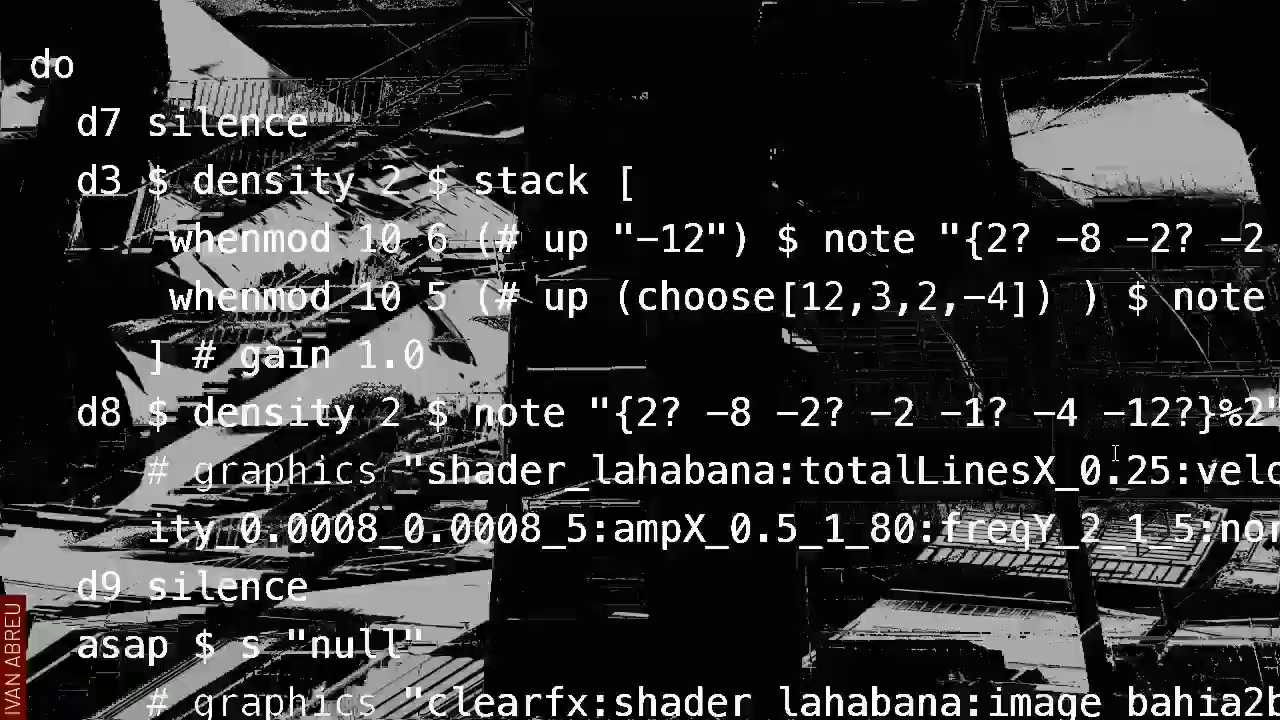 do
d7 silence
d3 $ density 2 $ stack [
whenmod 10 6 (# up "−12") $ note "{2? −8 −2? −2
whenmod 10 5 (# up (choose[12,3,2,−4]) ) $ note
] # gain 1.0
d8 $ density 2 $ note "{2? −8 −2? −2 −1? −4 −12?}%2"
# graphics "shader_lahabana:totalLinesX_0.25:veloc
ity_0.0008_0.0008_5:ampX_0.5_1_80:freqY_2_1_5:nor
d9 silence
asap $ s "null"
# graphics "clearfx:shader_lahabana:image_bahia2b
IVAN ABREU